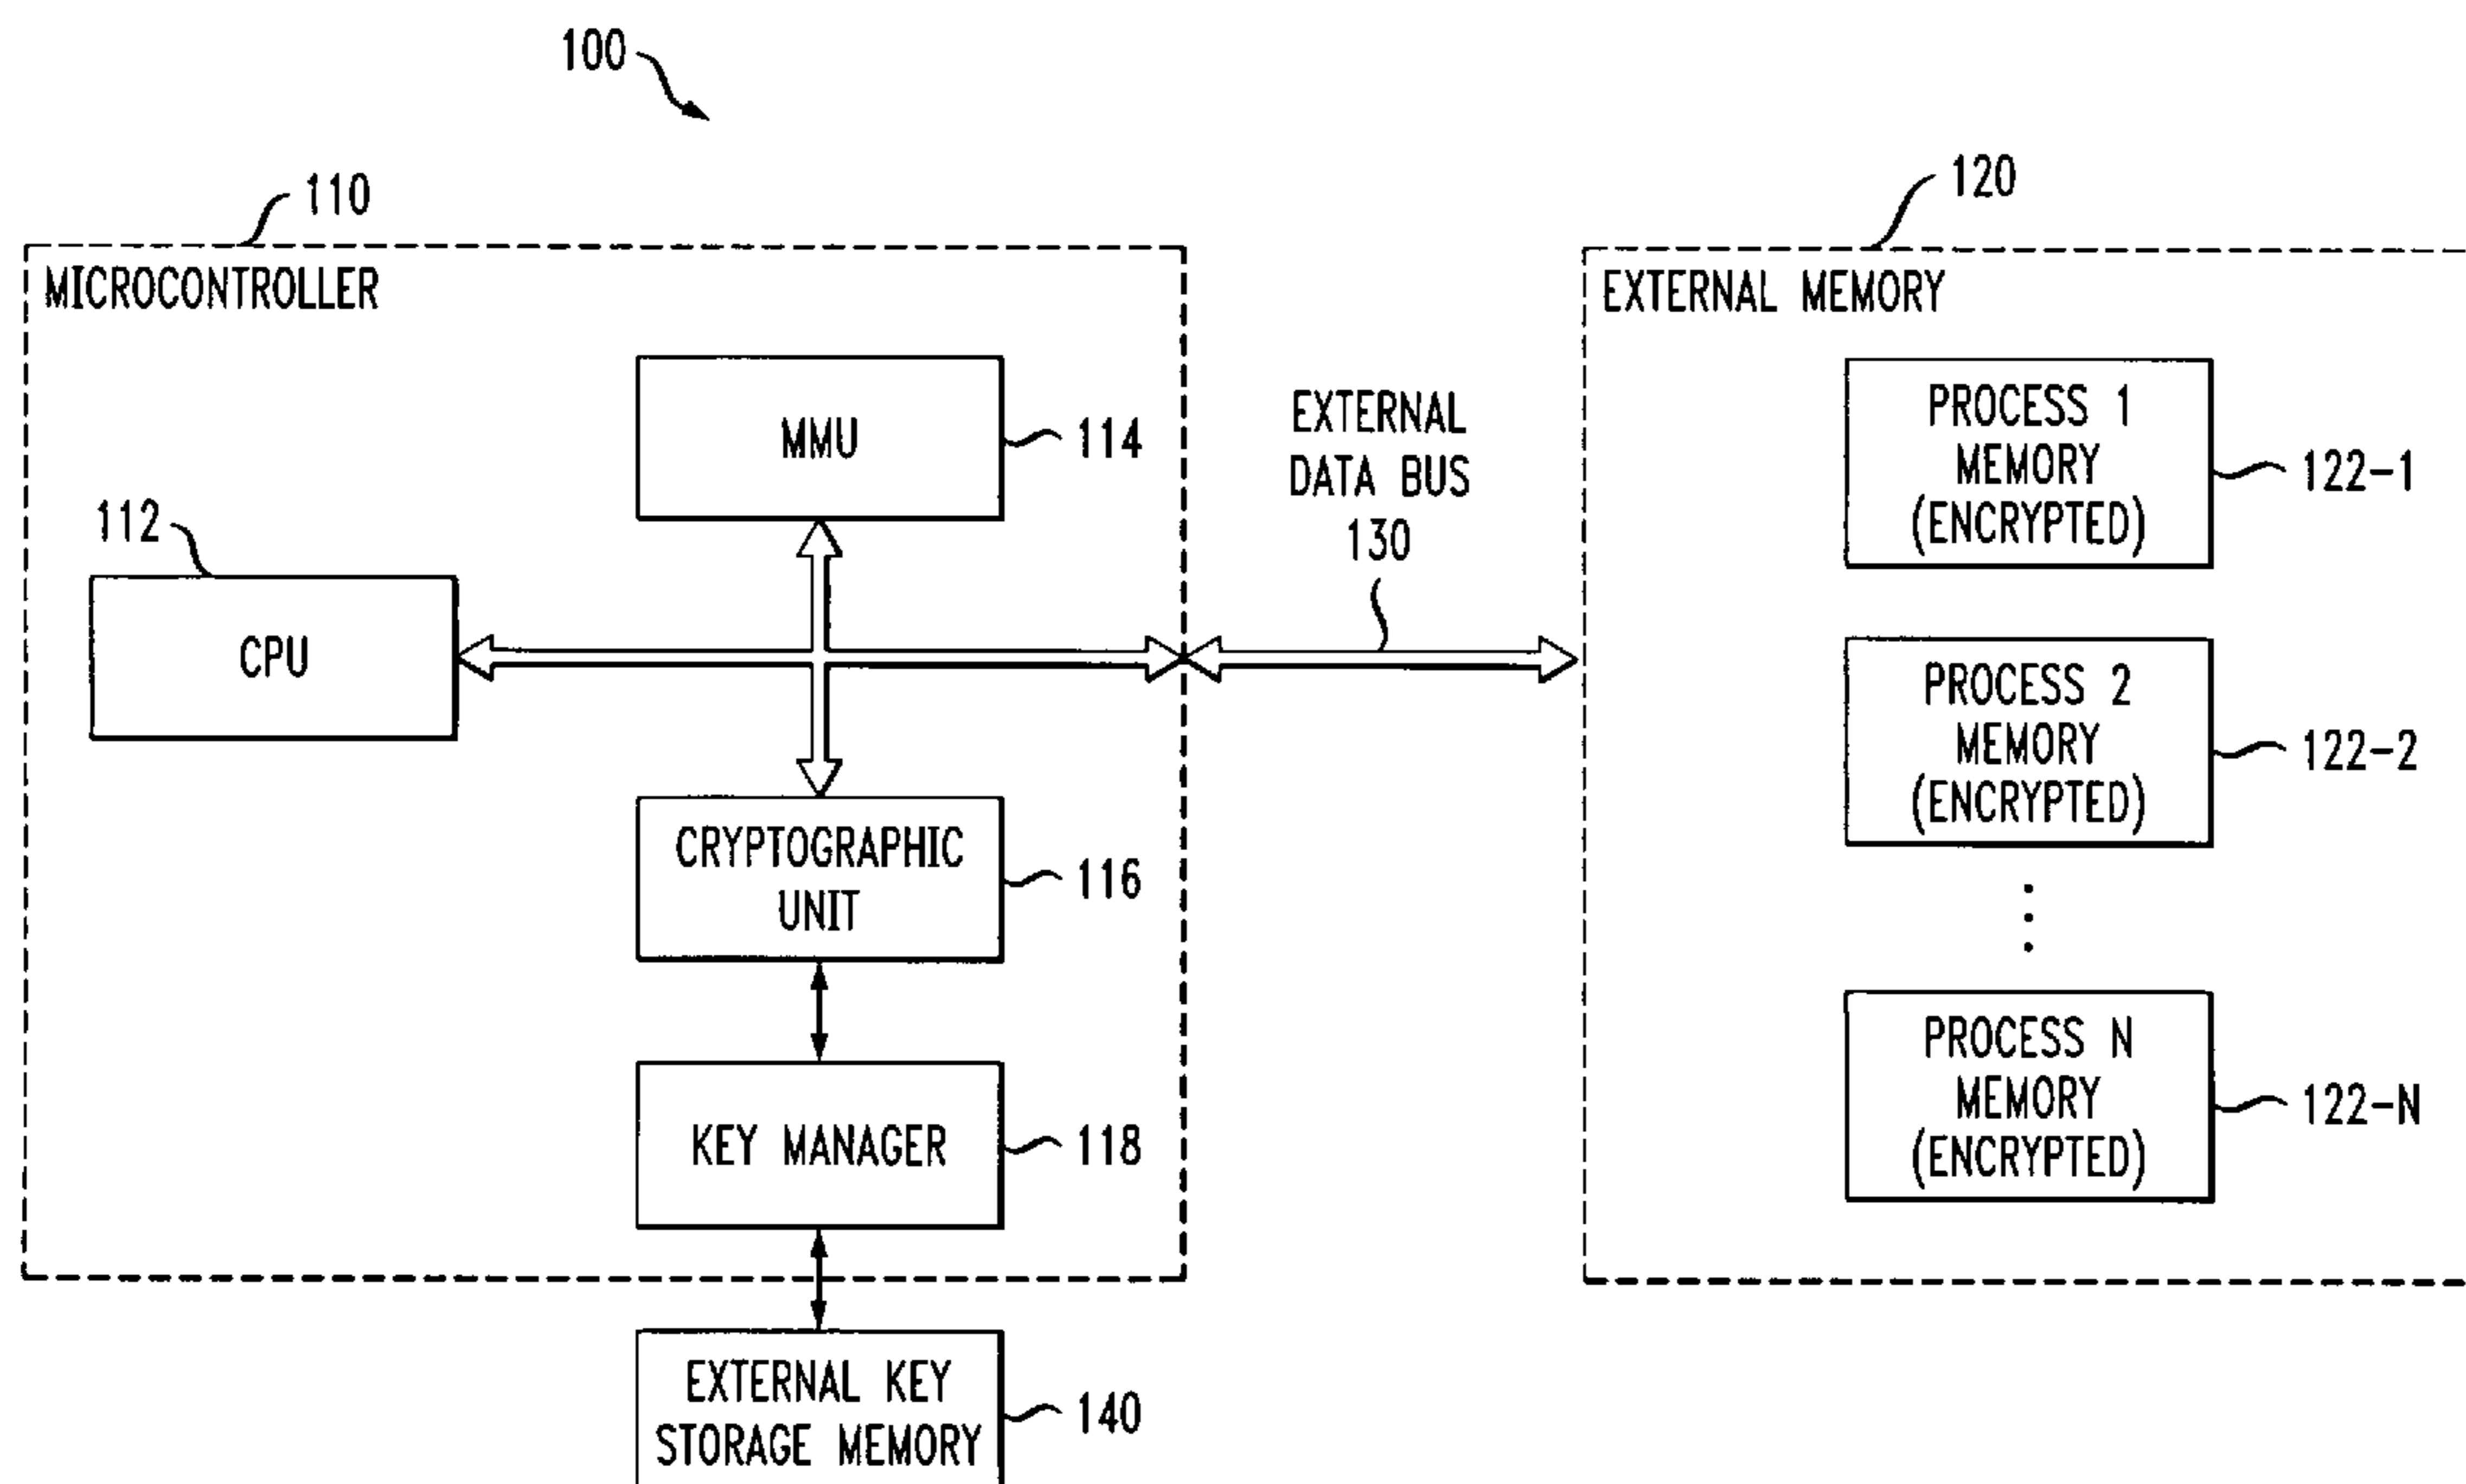 100
110
MICROCONTROLLER
MMU
114
112
CPU
CRYPTOGRAPHIC
UNIT
116
KEY MANAGER
118
EXTERNAL KEY
STORAGE MEMORY
140
EXTERNAL
DATA BUS
130
120
EXTERNAL MEMORY
PROCESS 1
MEMORY
(ENCRYPTED)
122-1
PROCESS 2
MEMORY
(ENCRYPTED)
122-2
PROCESS N
MEMORY
(ENCRYPTED)
122-N